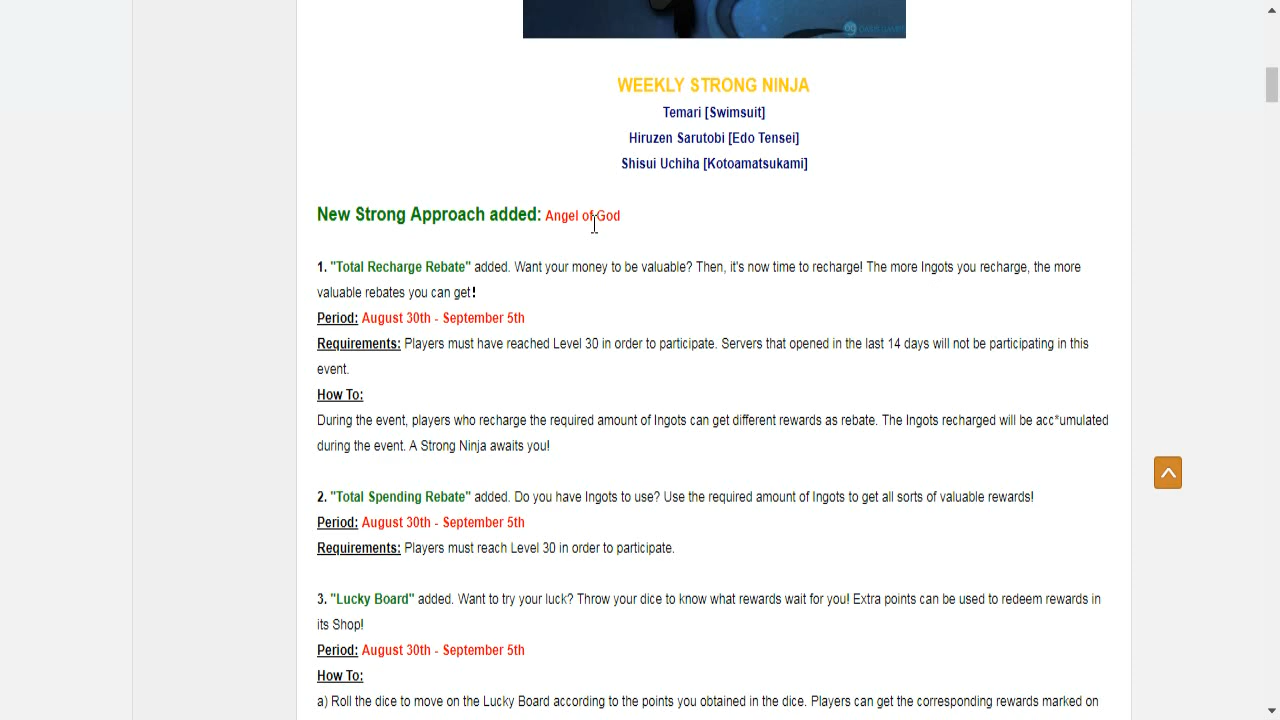 WEEKLY STRONG NINJA
Temari [Swimsuit]
Hiruzen Sarutobi [Edo Tensei]
Shisui Uchiha [Kotoamatsukami]
New Strong Approach added: Angel of God
1. "Total Recharge Rebate" added. Want your money to be valuable? Then, it's now time to recharge! The more Ingots you recharge, the more
valuable rebates you can get!
Period: August 30th - September 5th
Requirements: Players must have reached Level 30 in order to participate. Servers that opened in the last 14 days will not be participating in this
event.
How To:
During the event, players who recharge the required amount of Ingots can get different rewards as rebate. The Ingots recharged will be acc*umulated
during the event. A Strong Ninja awaits you!
2. "Total Spending Rebate" added. Do you have Ingots to use? Use the required amount of Ingots to get all sorts of valuable rewards!
Period: August 30th - September 5th
Requirements: Players must reach Level 30 in order to participate.
3. "Lucky Board" added. Want to try your luck? Throw your dice to know what rewards wait for you! Extra points can be used to redeem rewards in
its Shop!
Period: August 30th - September 5th
How To:
a) Roll the dice to move on the Lucky Board according to the points you obtained in the dice. Players can get the corresponding rewards marked on